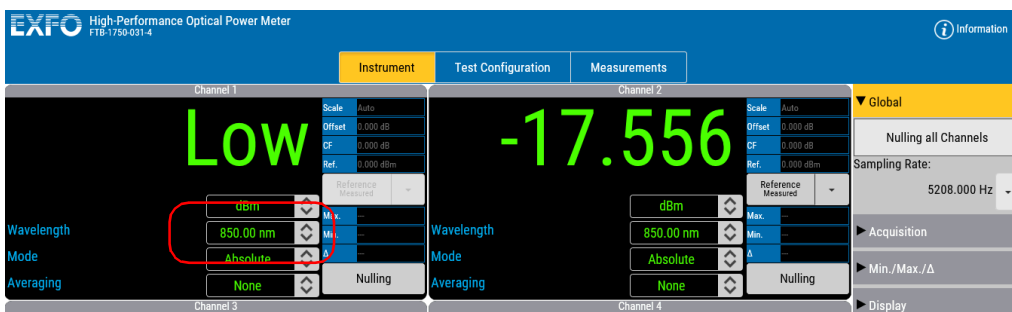 EXFO High-Performance Optical Power Meter
FTB-1750-031-4
Information
Instrument Test Configuration Measurements
Channel 1
Low
Scale Auto
Offset 0.000 dB
CF 0.000 dB
Ref. 0.000 dBm
Reference
Measured
dBm
Max. --
Wavelength 850.00 nm
Min. --
Mode Absolute
Δ --
Averaging None
Nulling
Channel 2
-17.556
Scale Auto
Offset 0.000 dB
CF 0.000 dB
Ref. 0.000 dBm
Reference
Measured
dBm
Max. --
Wavelength 850.00 nm
Min. --
Mode Absolute
Δ --
Averaging None
Nulling
Channel 3
Channel 4
Global
Nulling all Channels
Sampling Rate:
5208.000 Hz
Acquisition
Min./Max./Δ
Display